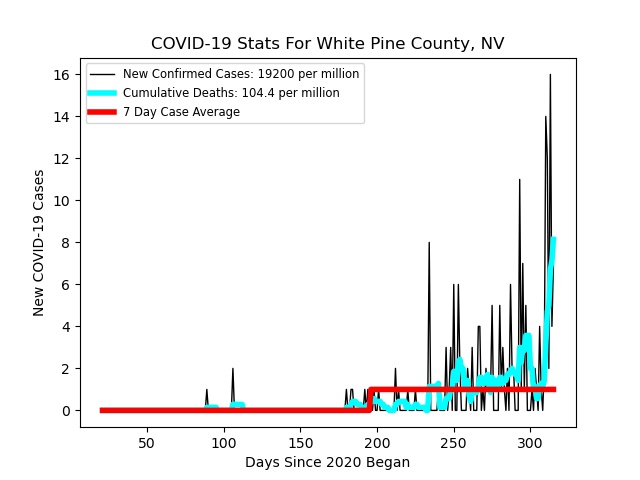 COVID-19 Stats For White Pine County, NV
New Confirmed Cases: 19200 per million
Cumulative Deaths: 104.4 per million
7 Day Case Average
New COVID-19 Cases
16
14
12
10
8
6
4
2
0
50 100 150 200 250 300
Days Since 2020 Began